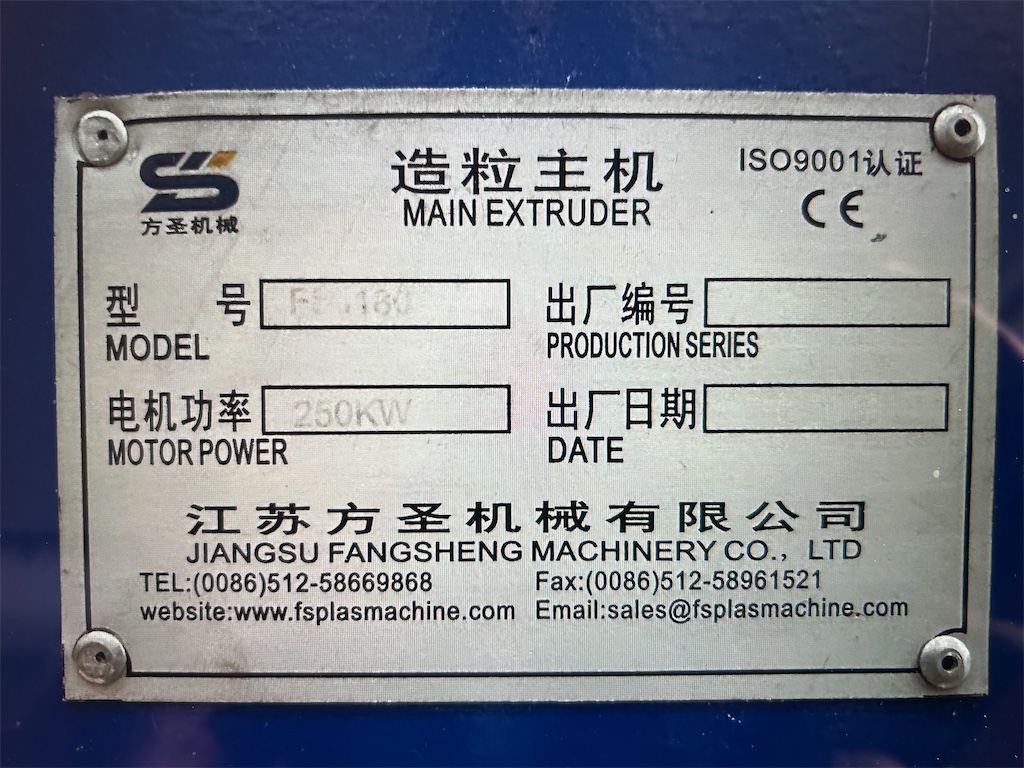 造粒主机
MAIN EXTRUDER
ISO9001认证
CE
方圣机械
型 号
MODEL
出厂编号
PRODUCTION SERIES
电机功率 250KW
MOTOR POWER
出厂日期
DATE
江苏方圣机械有限公司
JIANGSU FANGSHENG MACHINERY CO., LTD
TEL:(0086)512-58669868 Fax:(0086)512-58961521
website:www.fsplasmachine.com Email:sales@fsplasmachine.com